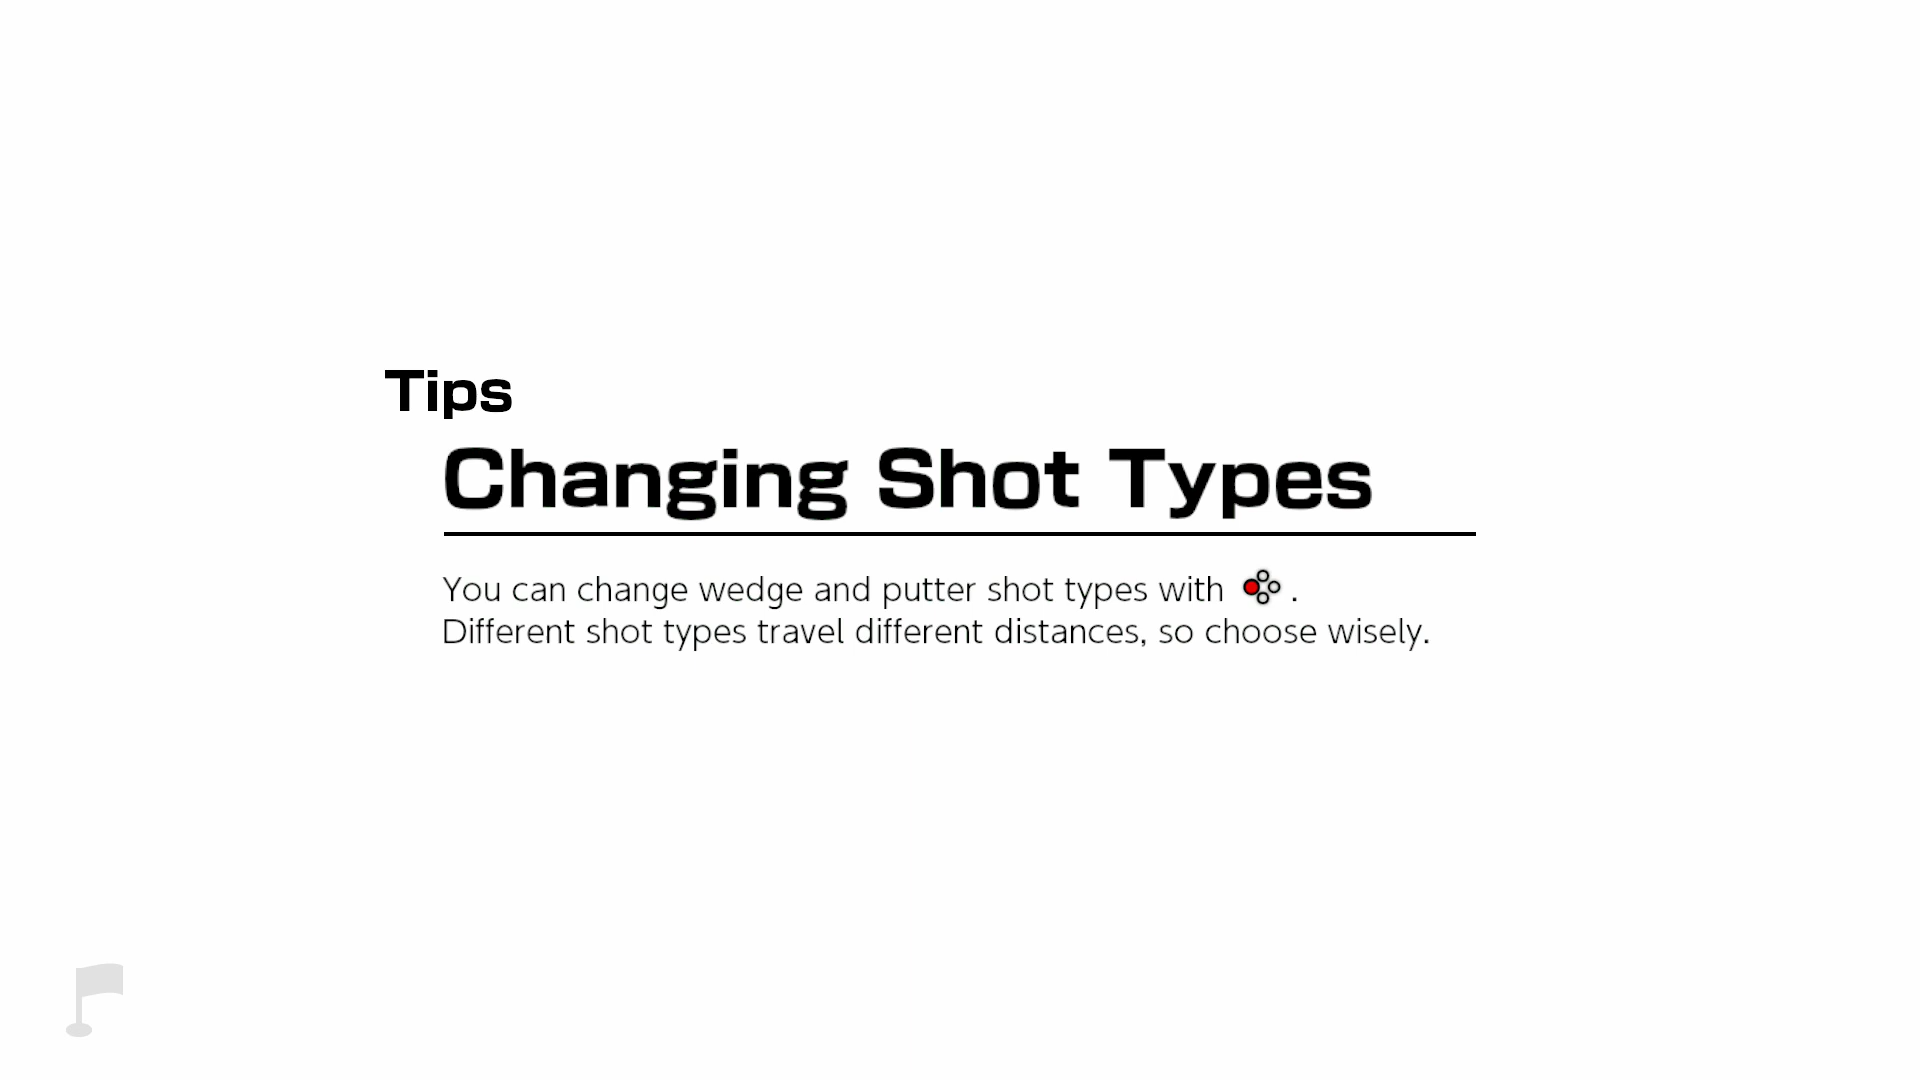 Tips
Changing Shot Types
You can change wedge and putter shot types with .
Different shot types travel different distances, so choose wisely.